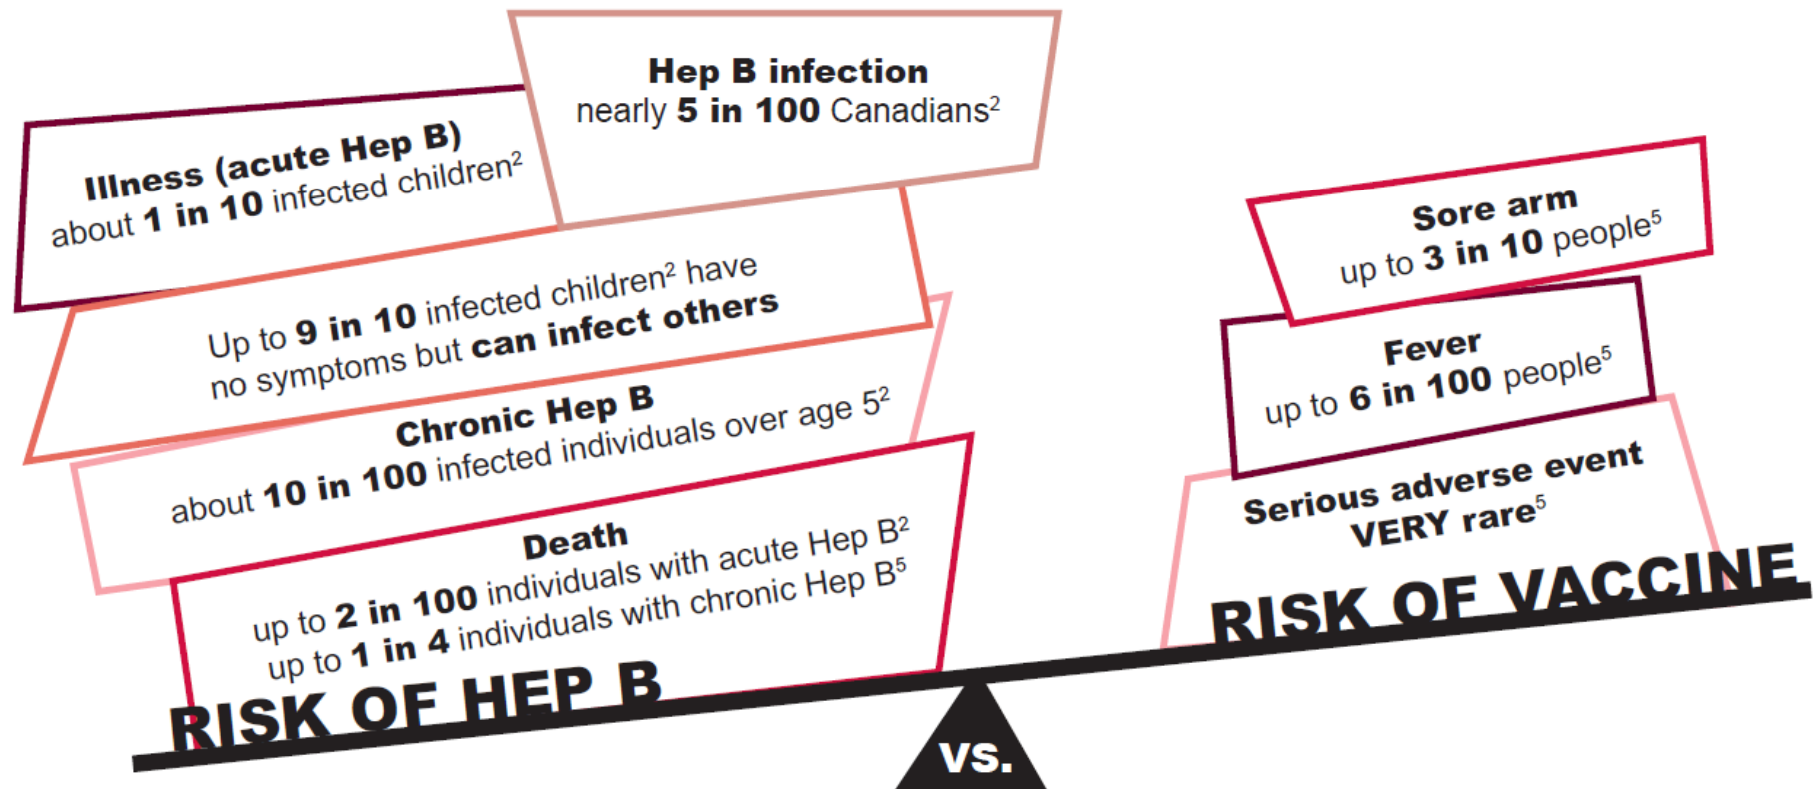 Hep B infection
nearly 5 in 100 Canadians²
Illness (acute Hep B)
about 1 in 10 infected children²
Up to 9 in 10 infected children² have
no symptoms but can infect others
Chronic Hep B
about 10 in 100 infected individuals over age 5²
Death
up to 2 in 100 individuals with acute Hep B²
up to 1 in 4 individuals with chronic Hep B⁵
RISK OF HEP B
vs.
Sore arm
up to 3 in 10 people⁵
Fever
up to 6 in 100 people⁵
Serious adverse event
VERY rare⁵
RISK OF VACCINE